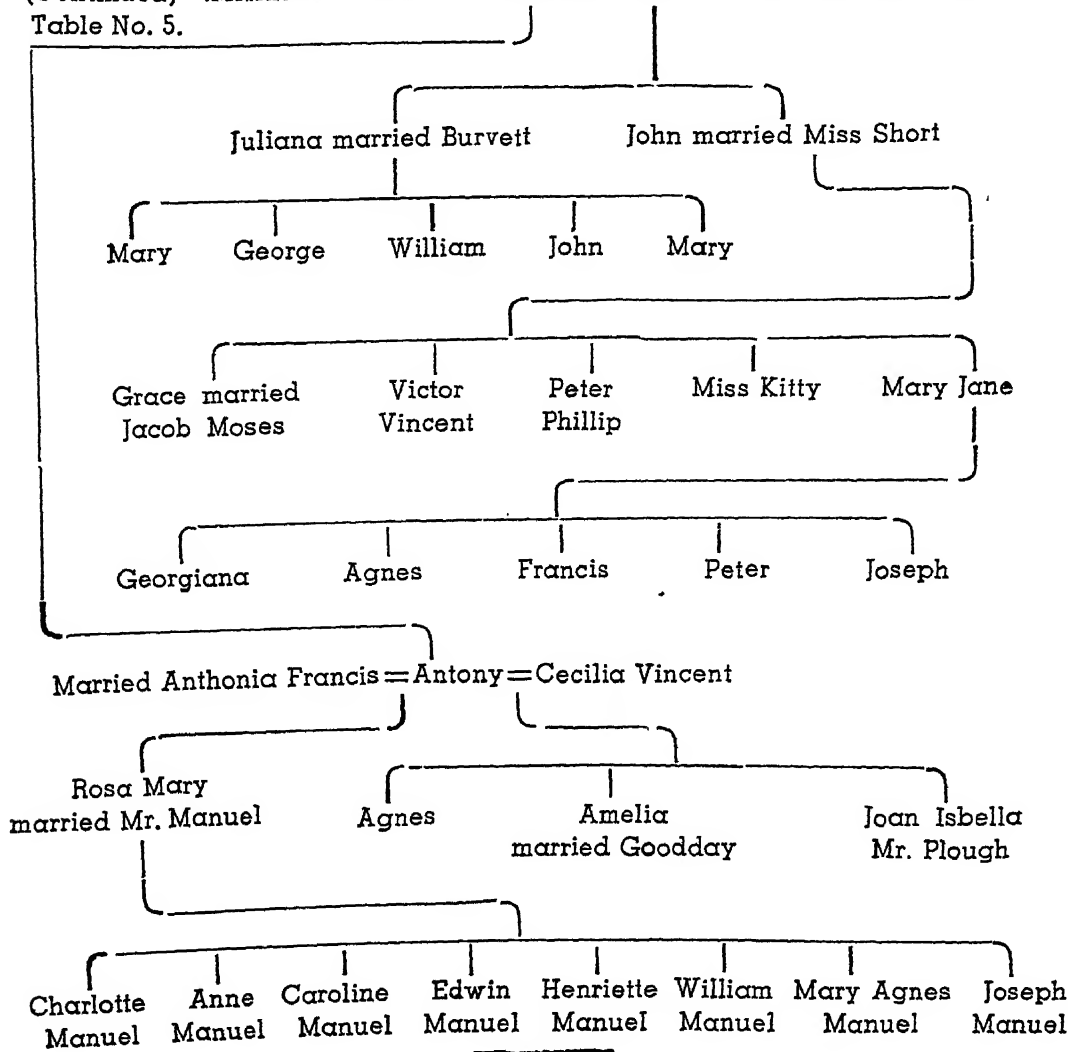 Table No. 5.
Juliana married Burvett John married Miss Short
Mary George William John Mary
Grace married Victor Peter Miss Kitty Mary Jane
Jacob Moses Vincent Phillip
Georgiana Agnes Francis Peter Joseph
Married Anthonia Francis=Antony=Cecilia Vincent
Rosa Mary
married Mr. Manuel Agnes Amelia Joan Isbella
married Goodday Mr. Plough
Charlotte Anne Caroline Edwin Henriette William Mary Agnes Joseph
Manuel Manuel Manuel Manuel Manuel Manuel Manuel Manuel